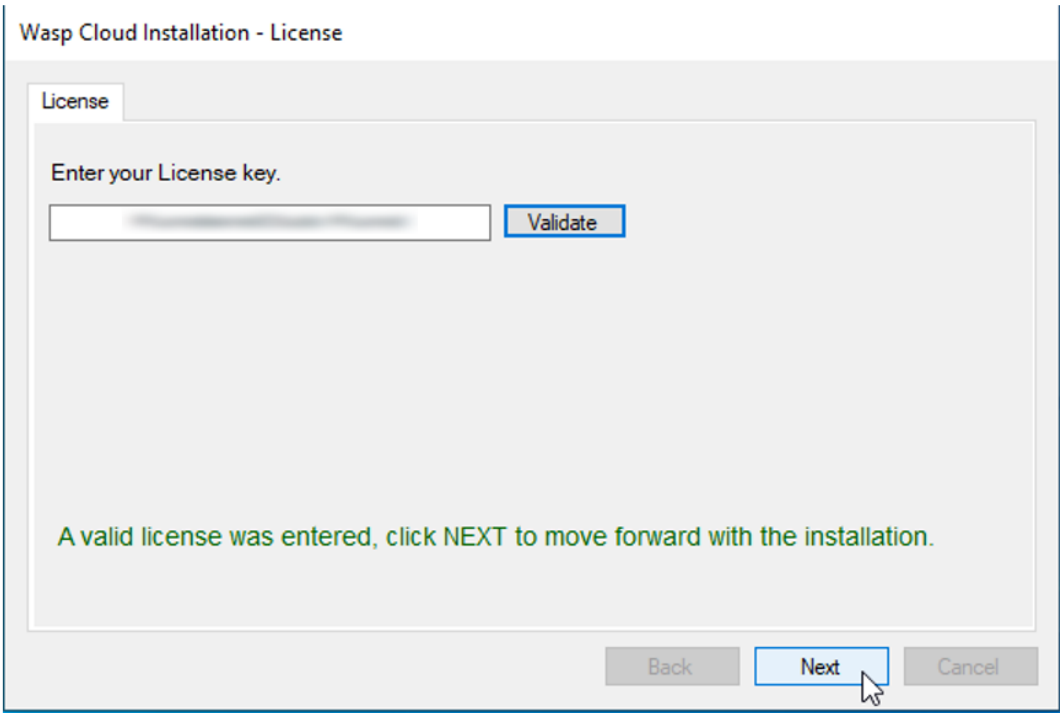 Wasp Cloud Installation - License
License
Enter your License key.
Validate
A valid license was entered, click NEXT to move forward with the installation.
Back
Next
Cancel